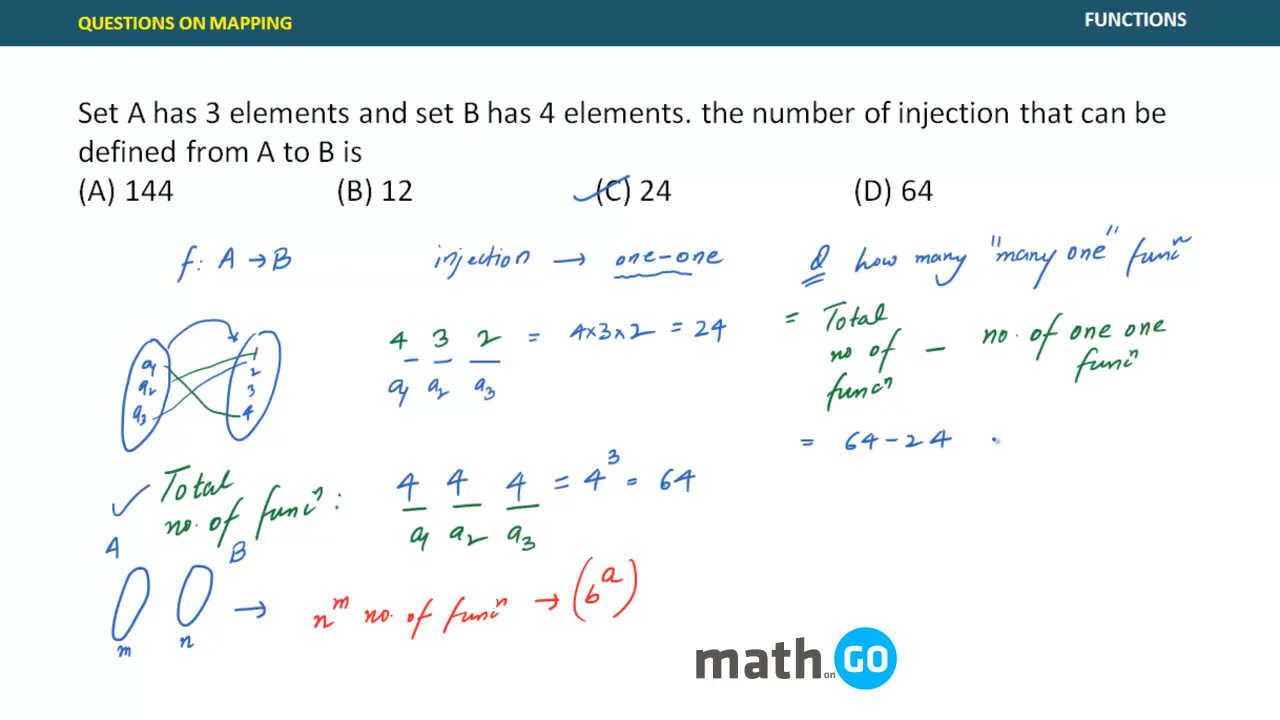 QUESTIONS ON MAPPING
FUNCTIONS
Set A has 3 elements and set B has 4 elements. the number of injection that can be
defined from A to B is
(A) 144 (B) 12 (C) 24 (D) 64
f: A → B
injection → one-one
Q how many "many one" funcⁿ
4 3 2 = 4×3×2 = 24
a₁ a₂ a₃
= Total no of funcⁿ – no. of one one funcⁿ
= 64-24
a₁
a₂
a₃
1
2
3
4
✓ Total
no. of funcⁿ :
4 4 4 = 4³ = 64
a₁ a₂ a₃
A B
m n
→ nᵐ no. of funcⁿ → (bᵃ)
math on GO